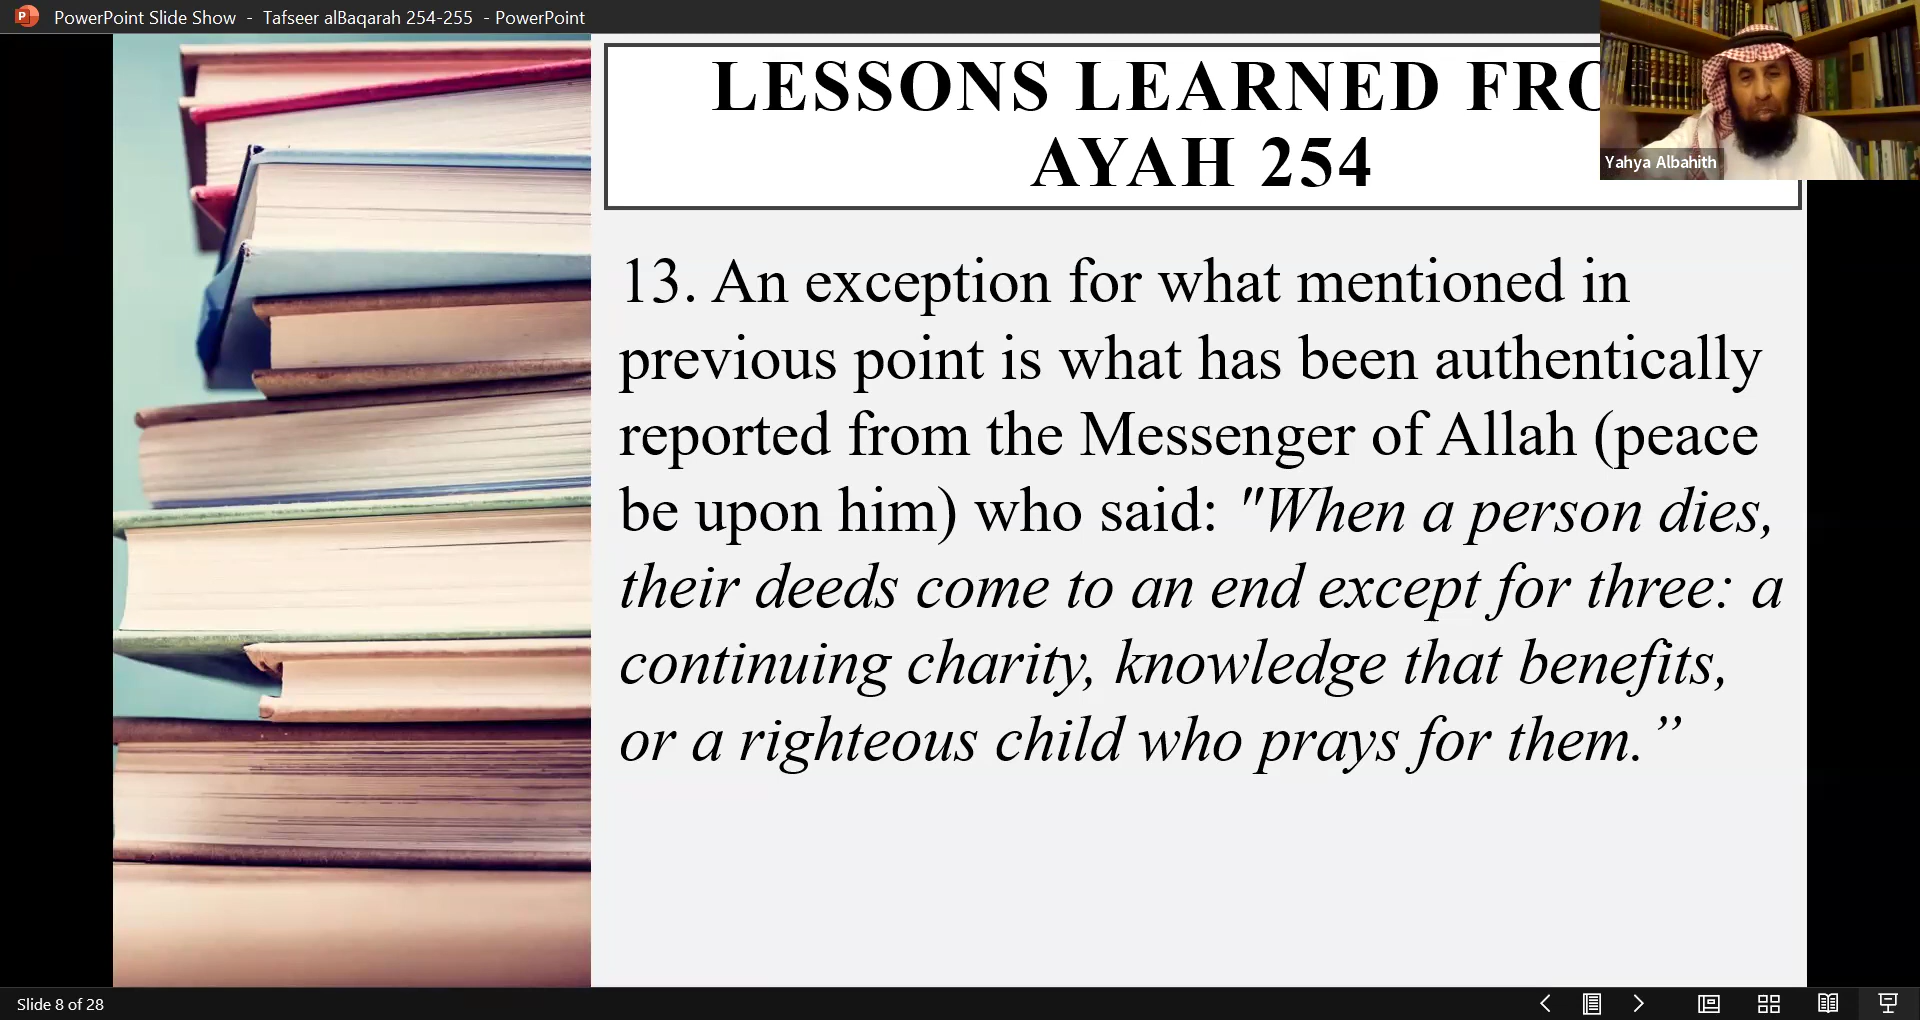 PowerPoint Slide Show - Tafseer alBaqarah 254-255 - PowerPoint
LESSONS LEARNED FRO
AYAH 254
Yahya Albahith
13. An exception for what mentioned in
previous point is what has been authentically
reported from the Messenger of Allah (peace
be upon him) who said: "When a person dies,
their deeds come to an end except for three: a
continuing charity, knowledge that benefits,
or a righteous child who prays for them.”
Slide 8 of 28